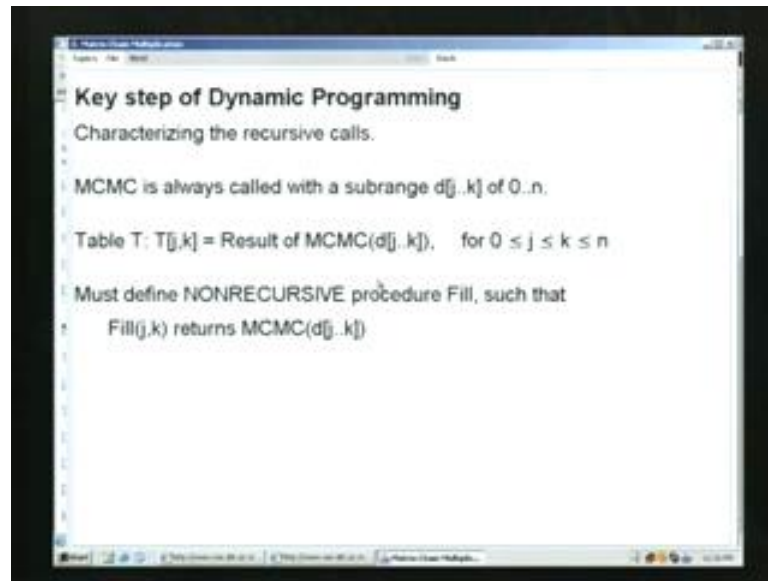 Key step of Dynamic Programming
Characterizing the recursive calls.
MCMC is always called with a subrange d[j..k] of 0..n.
Table T: T[j,k] = Result of MCMC(d[j..k]), for 0 ≤ j ≤ k ≤ n
Must define NONRECURSIVE procedure Fill, such that
Fill(j,k) returns MCMC(d[j..k])